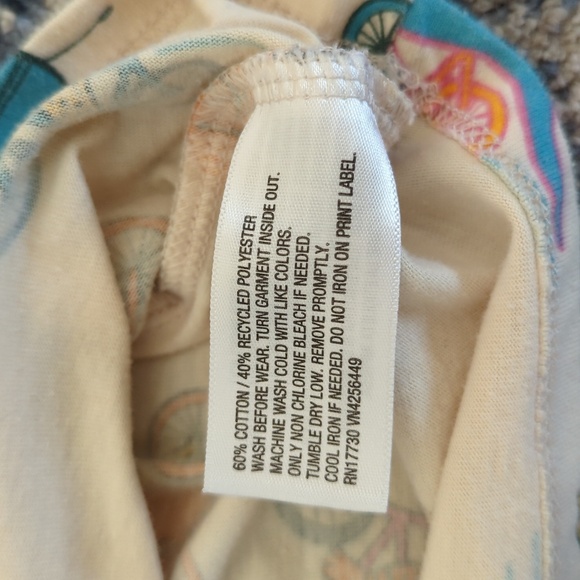 60% COTTON / 40% RECYCLED POLYESTER
WASH BEFORE WEAR. TURN GARMENT INSIDE OUT.
MACHINE WASH COLD WITH LIKE COLORS.
ONLY NON CHLORINE BLEACH IF NEEDED.
TUMBLE DRY LOW. REMOVE PROMPTLY.
COOL IRON IF NEEDED. DO NOT IRON ON PRINT LABEL.
RN17730 VN4256449